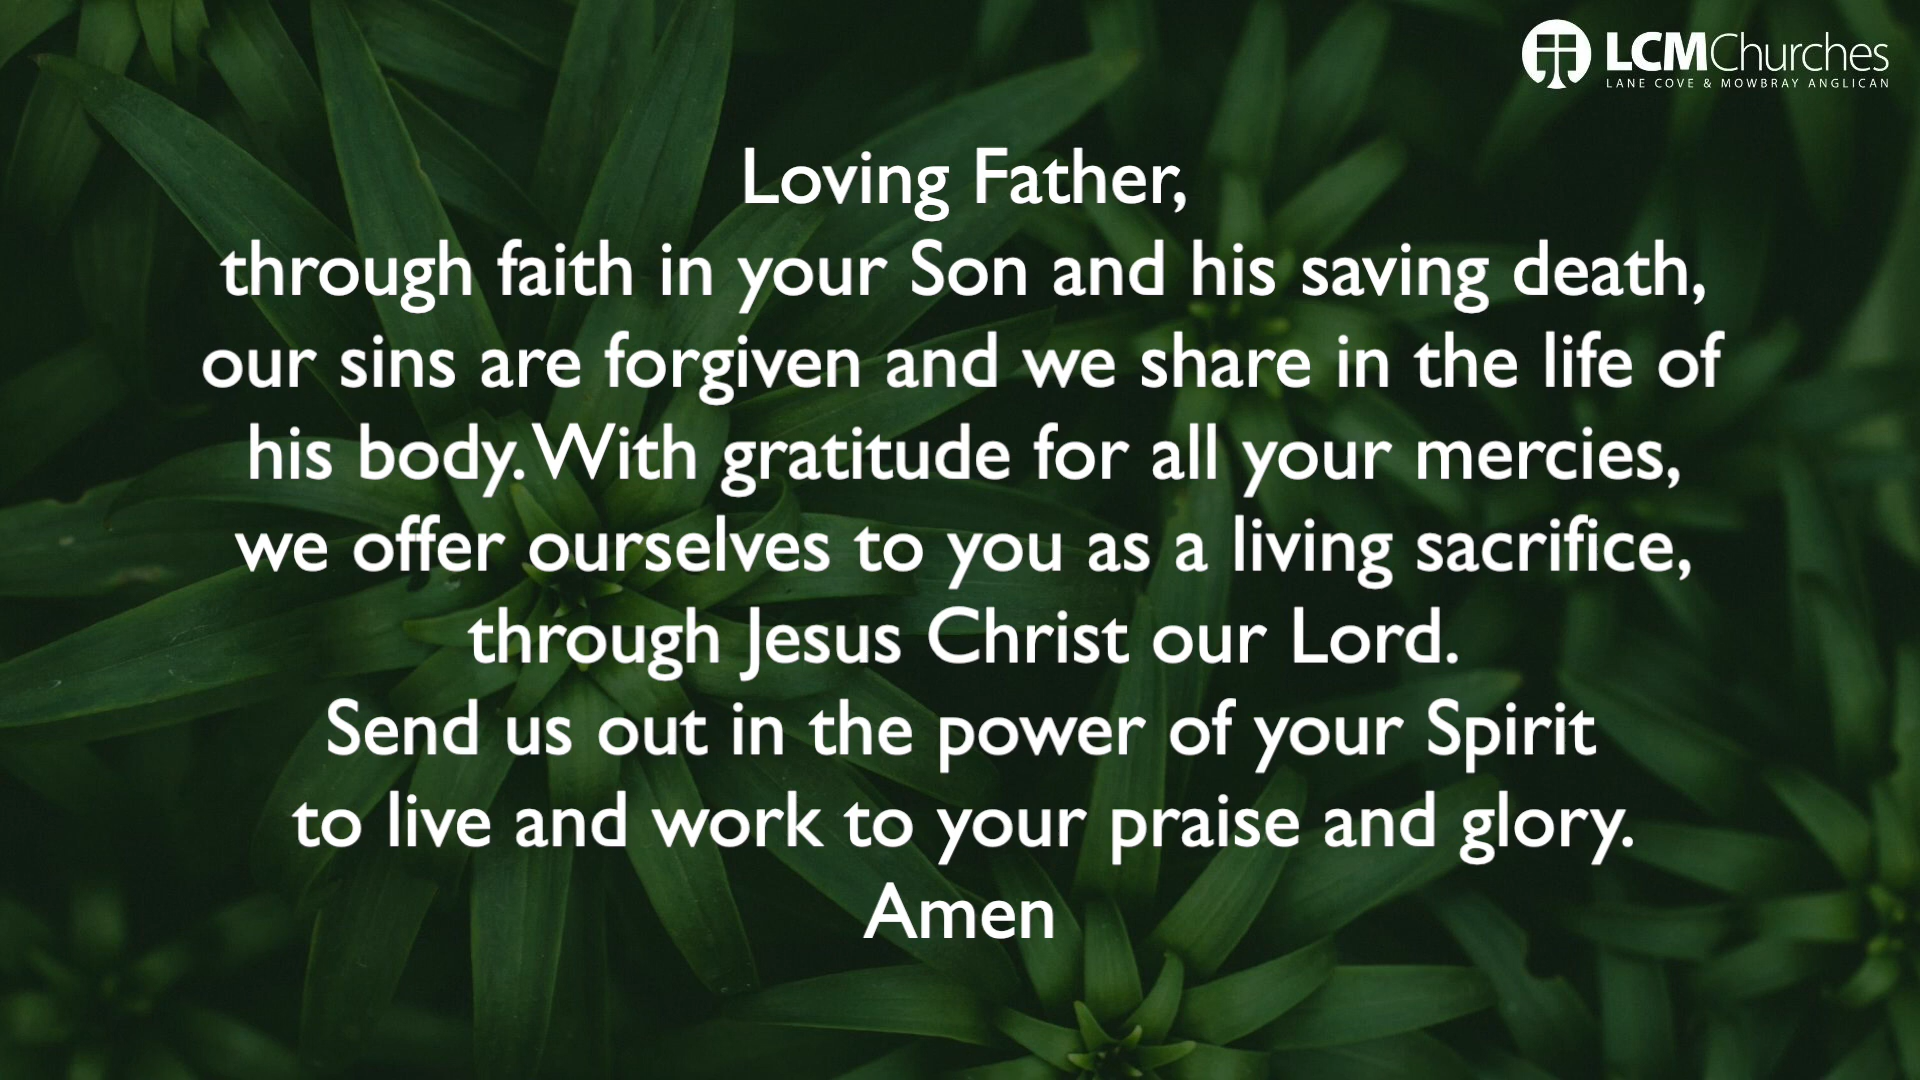 LCMChurches
LANE COVE & MOWBRAY ANGLICAN
Loving Father,
through faith in your Son and his saving death,
our sins are forgiven and we share in the life of
his body. With gratitude for all your mercies,
we offer ourselves to you as a living sacrifice,
through Jesus Christ our Lord.
Send us out in the power of your Spirit
to live and work to your praise and glory.
Amen